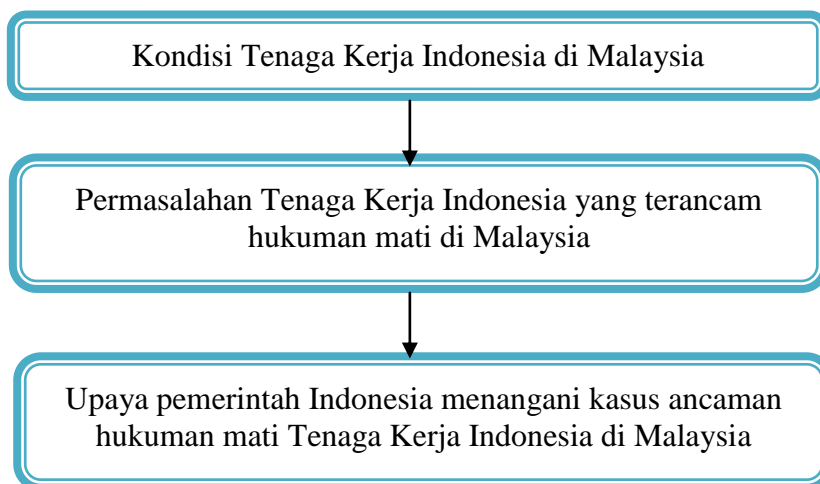 Kondisi Tenaga Kerja Indonesia di Malaysia
Permasalahan Tenaga Kerja Indonesia yang terancam
hukuman mati di Malaysia
Upaya pemerintah Indonesia menangani kasus ancaman
hukuman mati Tenaga Kerja Indonesia di Malaysia